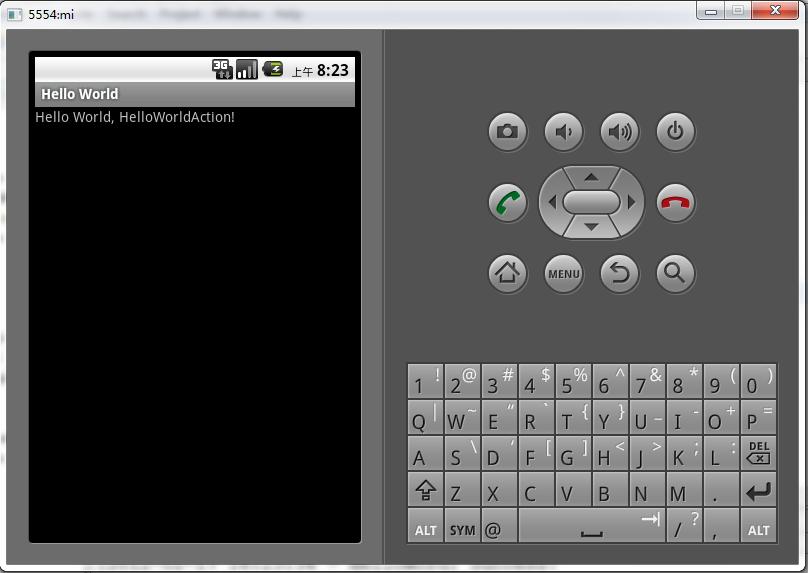 5554:mi
3G 上午 8:23
Hello World
Hello World, HelloWorldAction!
MENU
1 ! 2 @ 3 # 4 $ 5 % 6 ^ 7 & 8 * 9 ( 0 )
Q | W ~ E “ R ` T { Y } U _ I - O + P =
A S \ D ‘ F [ G ] H < J > K ; L : DEL
Z X C V B N M .
ALT SYM @ / ? , ALT